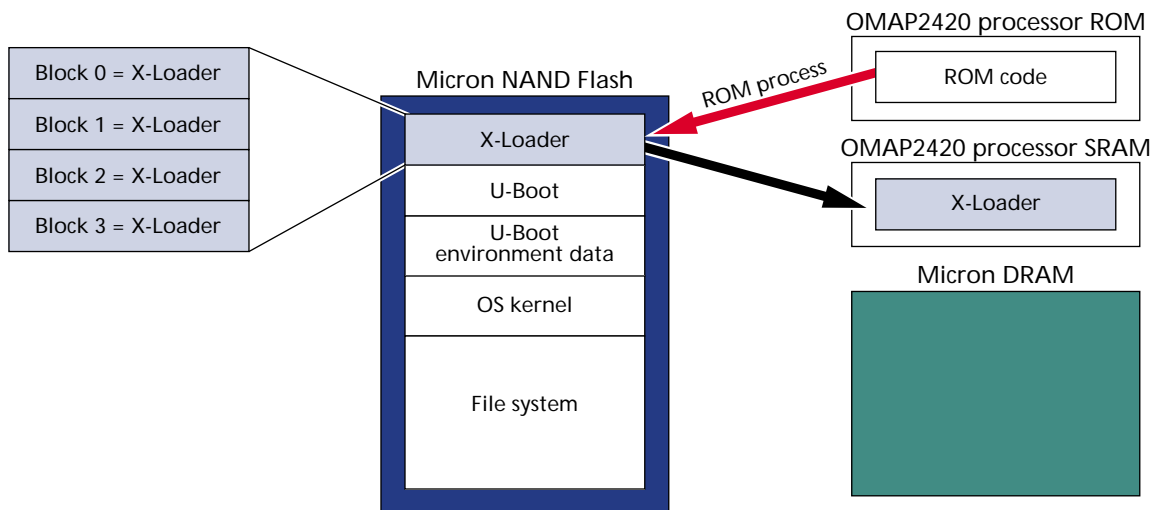 Block 0 = X-Loader
Block 1 = X-Loader
Block 2 = X-Loader
Block 3 = X-Loader
Micron NAND Flash
X-Loader
U-Boot
U-Boot
environment data
OS kernel
File system
ROM process
OMAP2420 processor ROM
ROM code
OMAP2420 processor SRAM
X-Loader
Micron DRAM